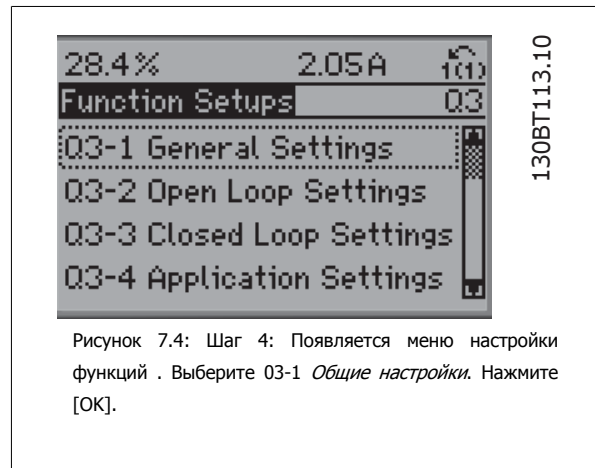 28.4% 2.05A 1(1)
Function Setups Q3
Q3-1 General Settings
Q3-2 Open Loop Settings
Q3-3 Closed Loop Settings
Q3-4 Application Settings
130BT113.10
Рисунок 7.4: Шаг 4: Появляется меню настройки
функций . Выберите 03-1 Общие настройки. Нажмите
[OK].